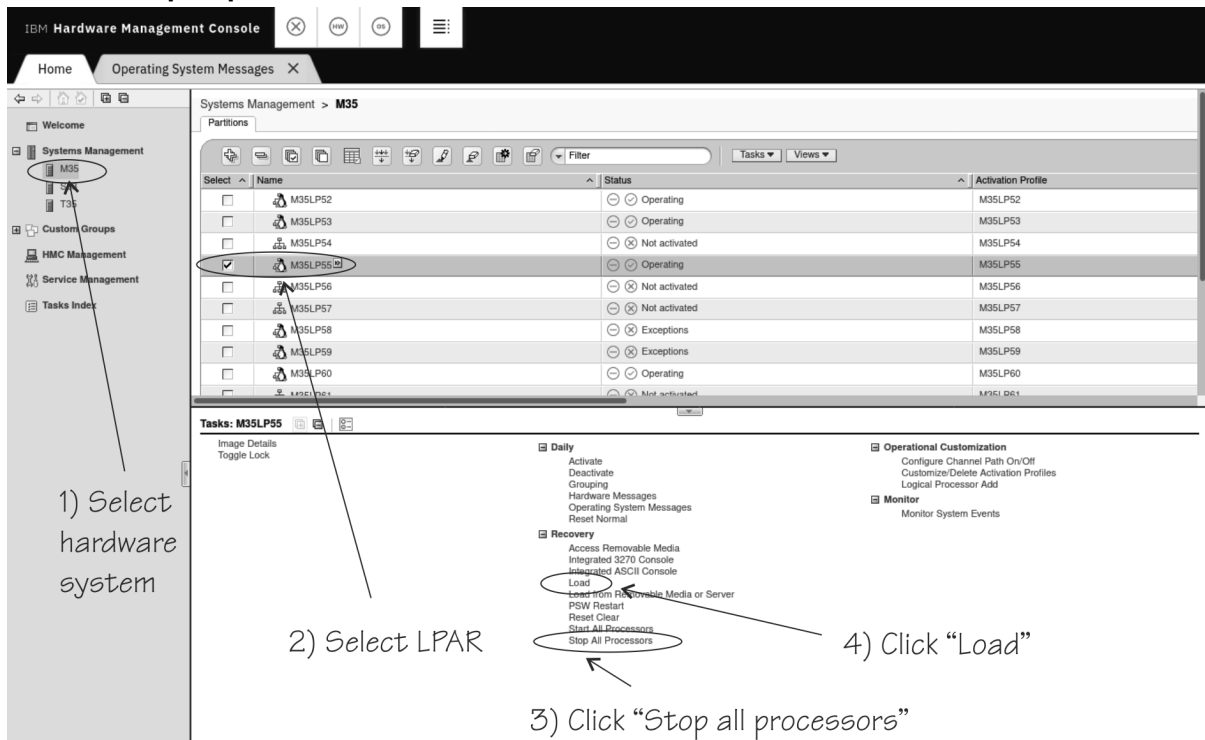 IBM Hardware Management Console
HW
OS
Home
Operating System Messages
Welcome
Systems Management
M35
T35
Custom Groups
HMC Management
Service Management
Tasks Index
Systems Management > M35
Partitions
Filter
Tasks
Views
Select Name Status Activation Profile
M35LP52 Operating M35LP52
M35LP53 Operating M35LP53
M35LP54 Not activated M35LP54
M35LP55 Operating M35LP55
M35LP56 Not activated M35LP56
M35LP57 Not activated M35LP57
M35LP58 Exceptions M35LP58
M35LP59 Exceptions M35LP59
M35LP60 Operating M35LP60
M35LP61 Not activated M35LP61
Tasks: M35LP55
Image Details
Toggle Lock
Daily
Activate
Deactivate
Grouping
Hardware Messages
Operating System Messages
Reset Normal
Recovery
Access Removable Media
Integrated 3270 Console
Integrated ASCII Console
Load
Load from Removable Media or Server
PSW Restart
Reset Clear
Start All Processors
Stop All Processors
Operational Customization
Configure Channel Path On/Off
Customize/Delete Activation Profiles
Logical Processor Add
Monitor
Monitor System Events
1) Select
hardware
system
2) Select LPAR
4) Click “Load”
3) Click “Stop all processors”